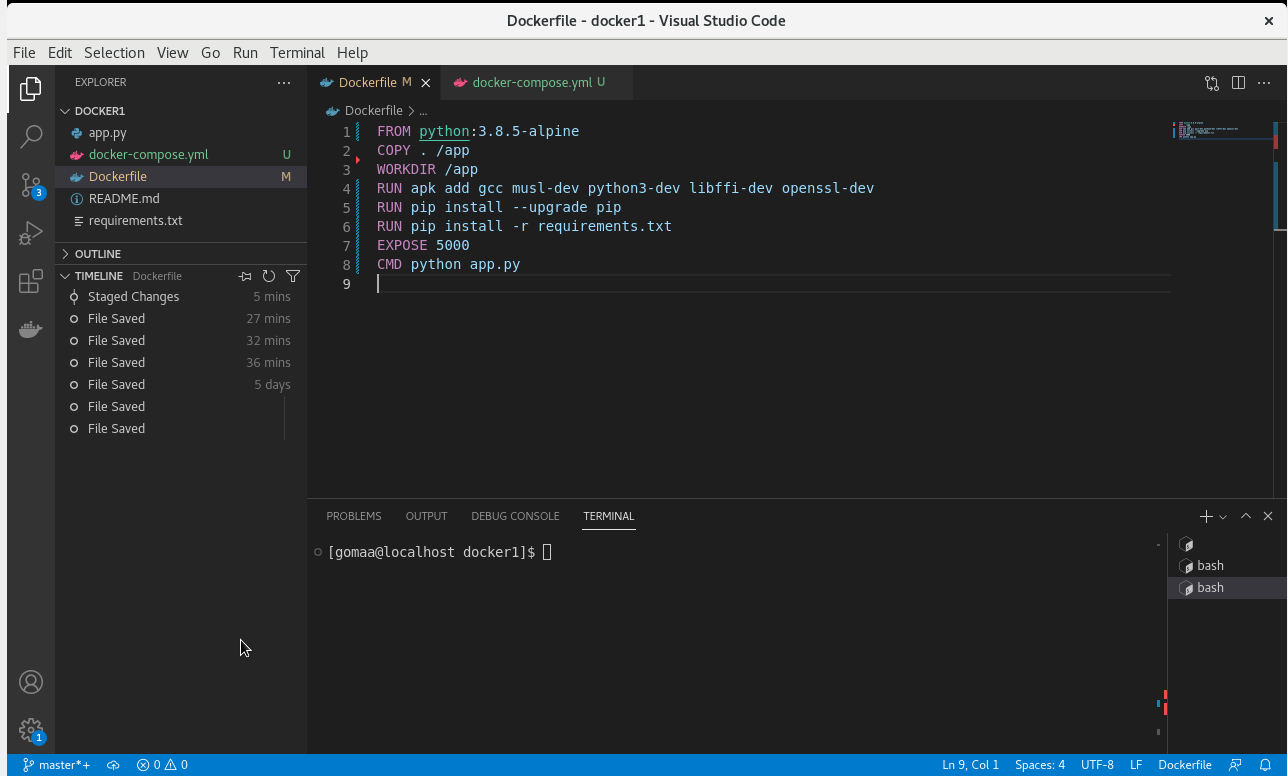 Dockerfile - docker1 - Visual Studio Code
File Edit Selection View Go Run Terminal Help
EXPLORER
DOCKER1
app.py
docker-compose.yml U
Dockerfile M
README.md
requirements.txt
OUTLINE
TIMELINE Dockerfile
Staged Changes 5 mins
File Saved 27 mins
File Saved 32 mins
File Saved 36 mins
File Saved 5 days
File Saved
File Saved
3
1
Dockerfile M
docker-compose.yml U
Dockerfile > ...
1 FROM python:3.8.5-alpine
2 COPY . /app
3 WORKDIR /app
4 RUN apk add gcc musl-dev python3-dev libffi-dev openssl-dev
5 RUN pip install --upgrade pip
6 RUN pip install -r requirements.txt
7 EXPOSE 5000
8 CMD python app.py
9
PROBLEMS OUTPUT DEBUG CONSOLE TERMINAL
[gomaa@localhost docker1]$
bash
bash
master*+ 0 0 Ln 9, Col 1 Spaces: 4 UTF-8 LF Dockerfile